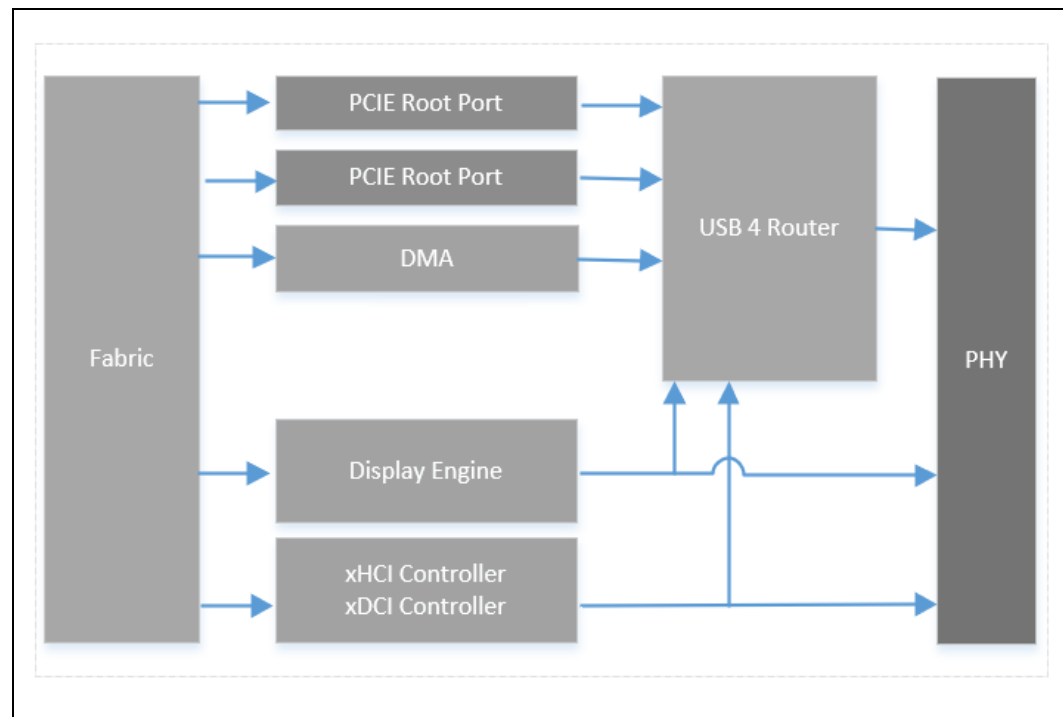 PCIE Root Port
PCIE Root Port
USB 4 Router
DMA
Fabric
PHY
Display Engine
xHCI Controller
xDCI Controller